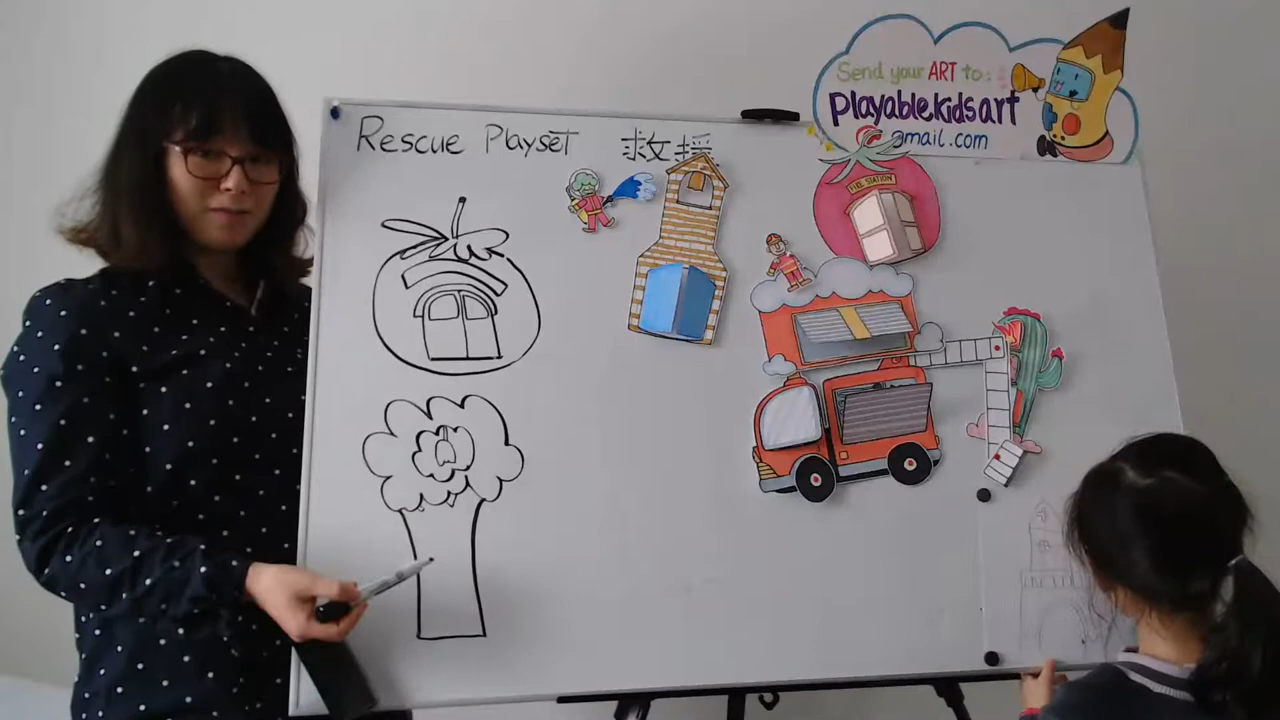 Rescue Playset 救援
Send your ART to:
Playablekidsart
@gmail.com
FIRE STATION